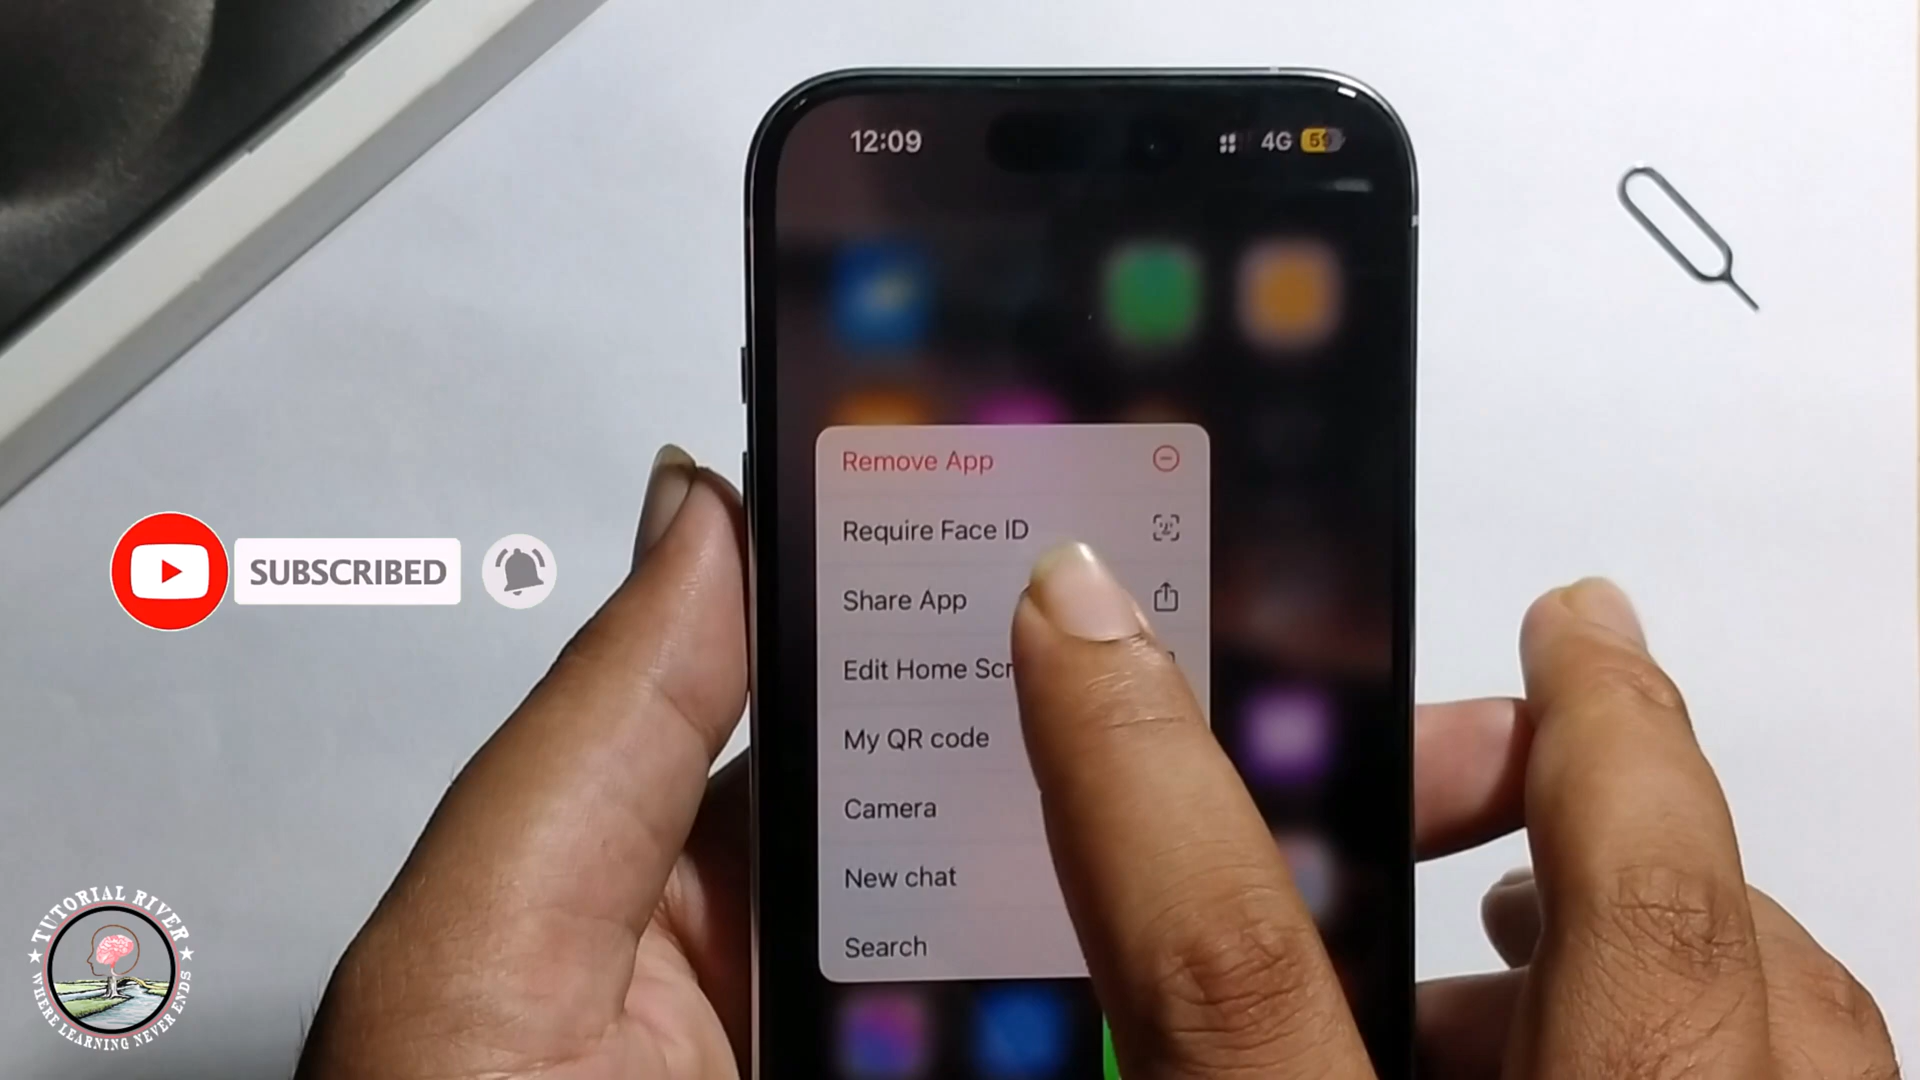 12:09
4G
Remove App
Require Face ID
Share App
Edit Home Scr
My QR code
Camera
New chat
Search
SUBSCRIBED
TUTORIAL RIVER
WHERE LEARNING NEVER ENDS